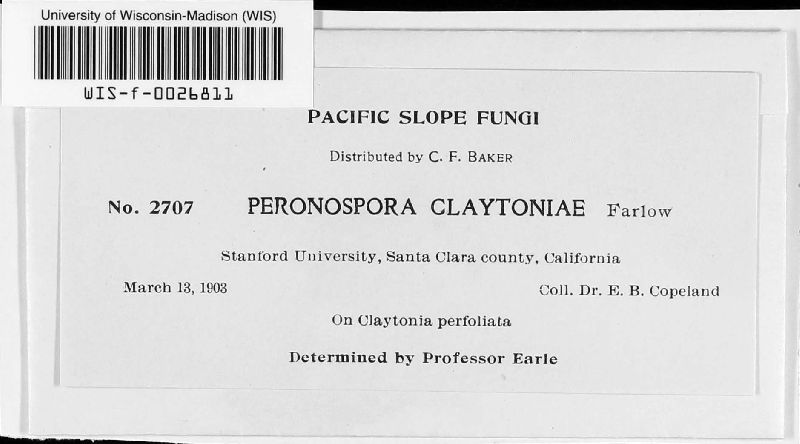 University of Wisconsin-Madison (WIS)
WIS-f-0026811
PACIFIC SLOPE FUNGI
Distributed by C. F. BAKER
No. 2707 PERONOSPORA CLAYTONIAE Farlow
Stanford University, Santa Clara county, California
March 13, 1903 Coll. Dr. E. B. Copeland
On Claytonia perfoliata
Determined by Professor Earle